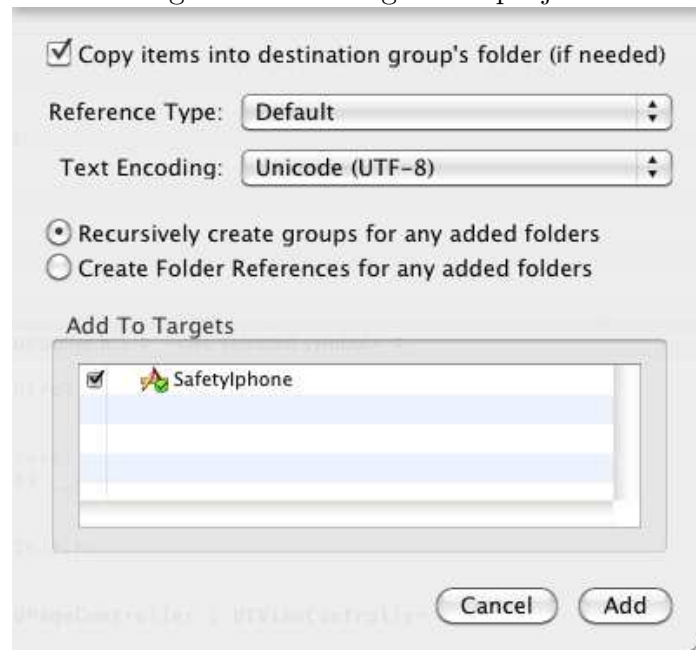 Copy items into destination group's folder (if needed)
Reference Type: Default
Text Encoding: Unicode (UTF-8)
Recursively create groups for any added folders
Create Folder References for any added folders
Add To Targets
SafetyIphone
Cancel Add